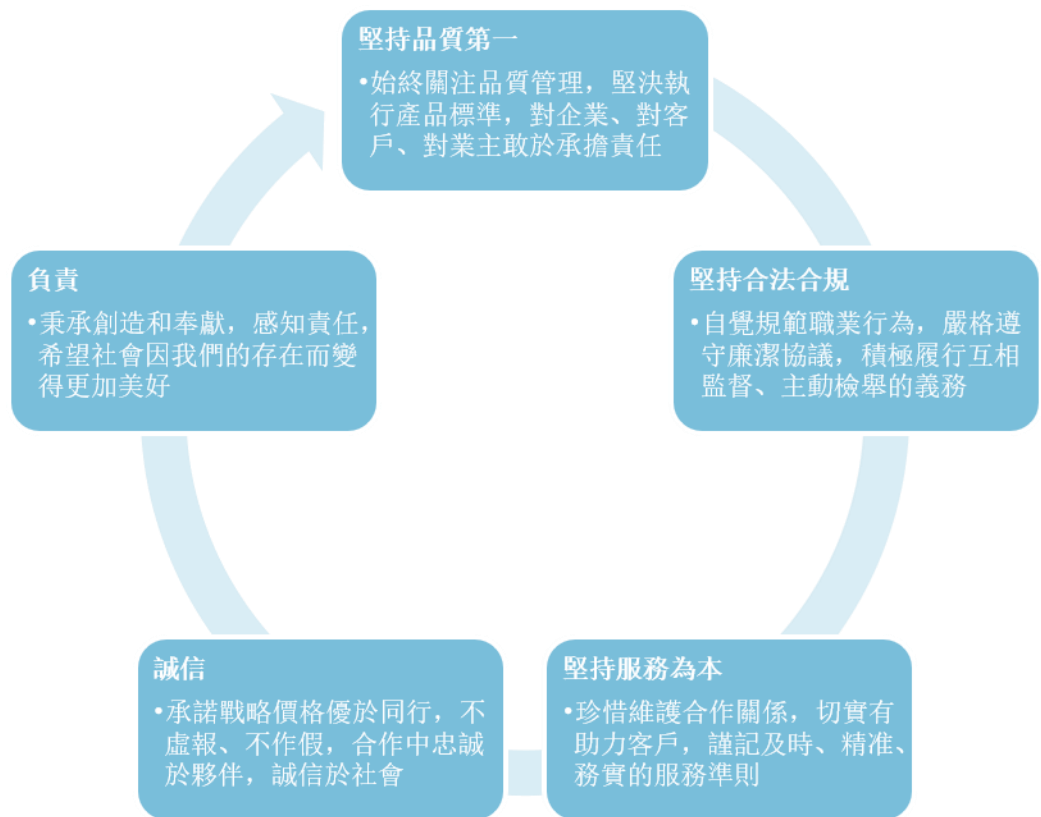 堅持品質第一
•始終關注品質管理，堅決執
行產品標準，對企業、對客
戶、對業主敢於承擔責任
堅持合法合規
•自覺規範職業行為，嚴格遵
守廉潔協議，積極履行互相
監督、主動檢舉的義務
堅持服務為本
•珍惜維護合作關係，切實有
助力客戶，謹記及時、精准、
務實的服務準則
誠信
•承諾戰略價格優於同行，不
虛報、不作假，合作中忠誠
於夥伴，誠信於社會
負責
•秉承創造和奉獻，感知責任，
希望社會因我們的存在而變
得更加美好